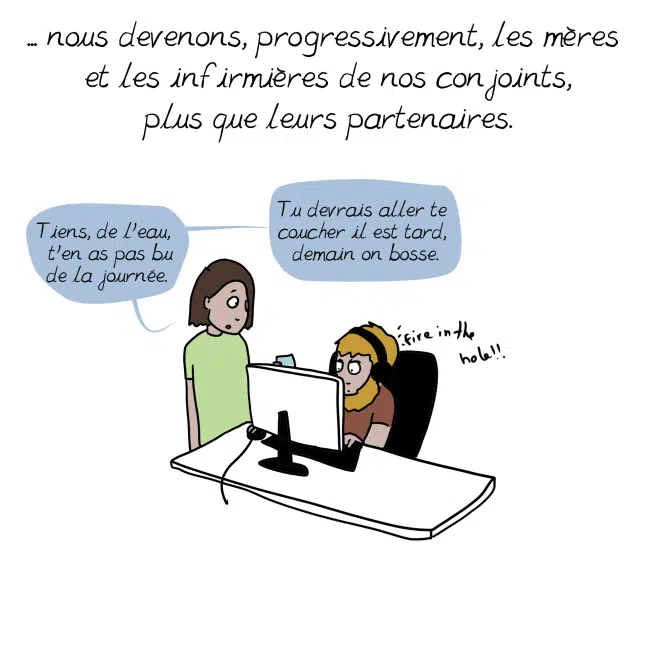 ... nous devenons, progressivement, les mères
et les infirmières de nos conjoints,
plus que leurs partenaires.
Tiens, de l'eau,
t'en as pas bu
de la journée.
Tu devrais aller te
coucher il est tard,
demain on bosse.
fire in the
hole!!